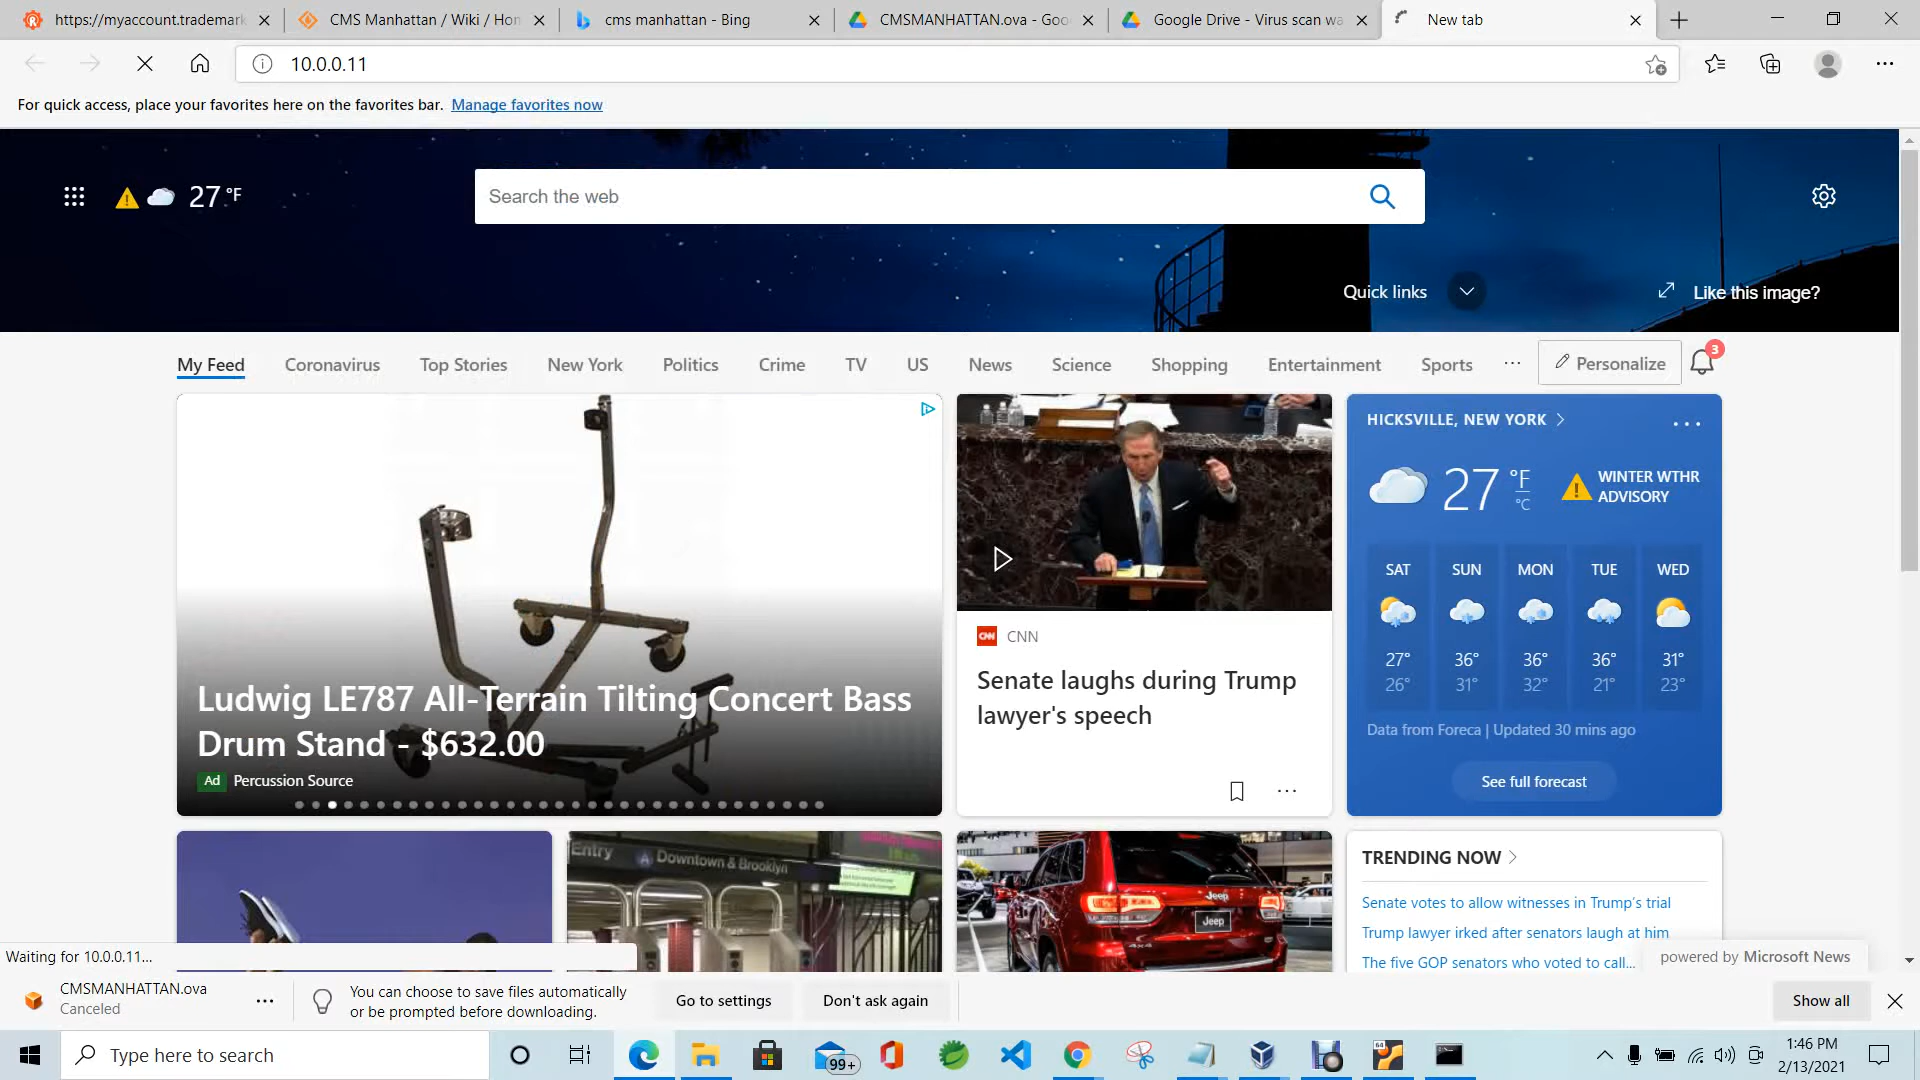 https://myaccount.trademark
CMS Manhattan / Wiki / Hom
cms manhattan - Bing
CMSMANHATTAN.ova - Goo
Google Drive - Virus scan wa
New tab
10.0.0.11
For quick access, place your favorites here on the favorites bar. Manage favorites now
27 °F
Search the web
Quick links
Like this image?
My Feed
Coronavirus
Top Stories
New York
Politics
Crime
TV
US
News
Science
Shopping
Entertainment
Sports
Personalize
3
Ludwig LE787 All-Terrain Tilting Concert Bass
Drum Stand - $632.00
Ad Percussion Source
CNN CNN
Senate laughs during Trump
lawyer's speech
HICKSVILLE, NEW YORK
27 °F
°C
WINTER WTHR
ADVISORY
SAT SUN MON TUE WED
27° 36° 36° 36° 31°
26° 31° 32° 21° 23°
Data from Foreca | Updated 30 mins ago
See full forecast
Entry A Downtown & Brooklyn
Jeep
Jeep
4X4
TRENDING NOW
Senate votes to allow witnesses in Trump's trial
Trump lawyer irked after senators laugh at him
The five GOP senators who voted to call...
powered by Microsoft News
Waiting for 10.0.0.11...
CMSMANHATTAN.ova
Canceled
You can choose to save files automatically
or be prompted before downloading.
Go to settings
Don't ask again
Show all
Type here to search
99+
64
1:46 PM
2/13/2021